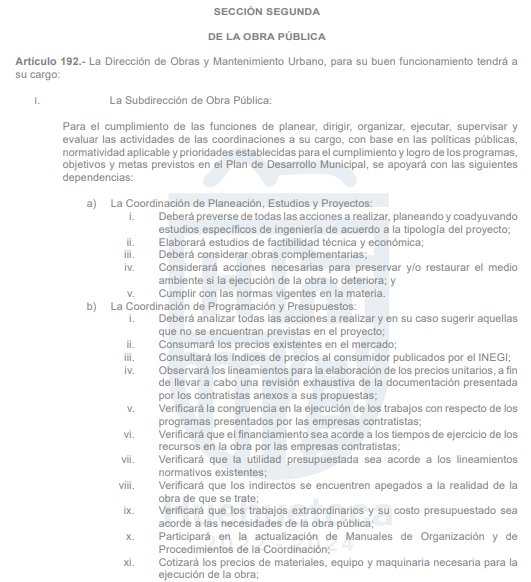 SECCIÓN SEGUNDA
DE LA OBRA PÚBLICA
Artículo 192.- La Dirección de Obras y Mantenimiento Urbano, para su buen funcionamiento tendrá a
su cargo:
I. La Subdirección de Obra Pública:
Para el cumplimiento de las funciones de planear, dirigir, organizar, ejecutar, supervisar y
evaluar las actividades de las coordinaciones a su cargo, con base en las políticas públicas,
normatividad aplicable y prioridades establecidas para el cumplimiento y logro de los programas,
objetivos y metas previstos en el Plan de Desarrollo Municipal, se apoyará con las siguientes
dependencias:
a) La Coordinación de Planeación, Estudios y Proyectos:
i. Deberá preverse de todas las acciones a realizar, planeando y coadyuvando
estudios específicos de ingeniería de acuerdo a la tipología del proyecto;
ii. Elaborará estudios de factibilidad técnica y económica;
iii. Deberá considerar obras complementarias;
iv. Considerará acciones necesarias para preservar y/o restaurar el medio
ambiente si la ejecución de la obra lo deteriora; y
v. Cumplir con las normas vigentes en la materia.
b) La Coordinación de Programación y Presupuestos:
i. Deberá analizar todas las acciones a realizar y en su caso sugerir aquellas
que no se encuentran previstas en el proyecto;
ii. Consumará los precios existentes en el mercado;
iii. Consultará los índices de precios al consumidor publicados por el INEGI;
iv. Observará los lineamientos para la elaboración de los precios unitarios, a fin
de llevar a cabo una revisión exhaustiva de la documentación presentada
por los contratistas anexos a sus propuestas;
v. Verificará la congruencia en la ejecución de los trabajos con respecto de los
programas presentados por las empresas contratistas;
vi. Verificará que el financiamiento sea acorde a los tiempos de ejercicio de los
recursos en la obra por las empresas contratistas;
vii. Verificará que la utilidad presupuestada sea acorde a los lineamientos
normativos existentes;
viii. Verificará que los indirectos se encuentren apegados a la realidad de la
obra de que se trate;
ix. Verificará que los trabajos extraordinarios y su costo presupuestado sea
acorde a las necesidades de la obra pública;
x. Participará en la actualización de Manuales de Organización y de
Procedimientos de la Coordinación;
xi. Cotizará los precios de materiales, equipo y maquinaria necesaria para la
ejecución de la obra;